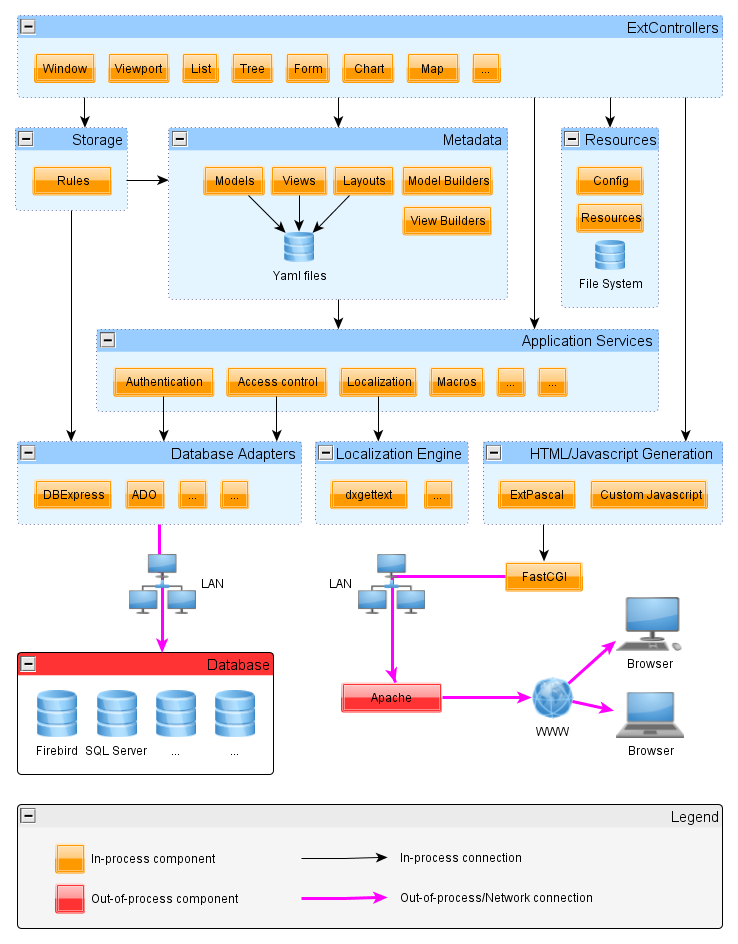 ExtControllers
Window Viewport List Tree Form Chart Map ...
Storage
Rules
Metadata
Models Views Layouts Model Builders
View Builders
Yaml files
Resources
Config
Resources
File System
Application Services
Authentication Access control Localization Macros ... ...
Database Adapters
DBExpress ADO ... ...
Localization Engine
dxgettext ...
HTML/Javascript Generation
ExtPascal Custom Javascript
LAN
LAN
FastCGI
Database
Firebird SQL Server ... ...
Apache
WWW
Browser
Browser
Legend
In-process component
In-process connection
Out-of-process component
Out-of-process/Network connection